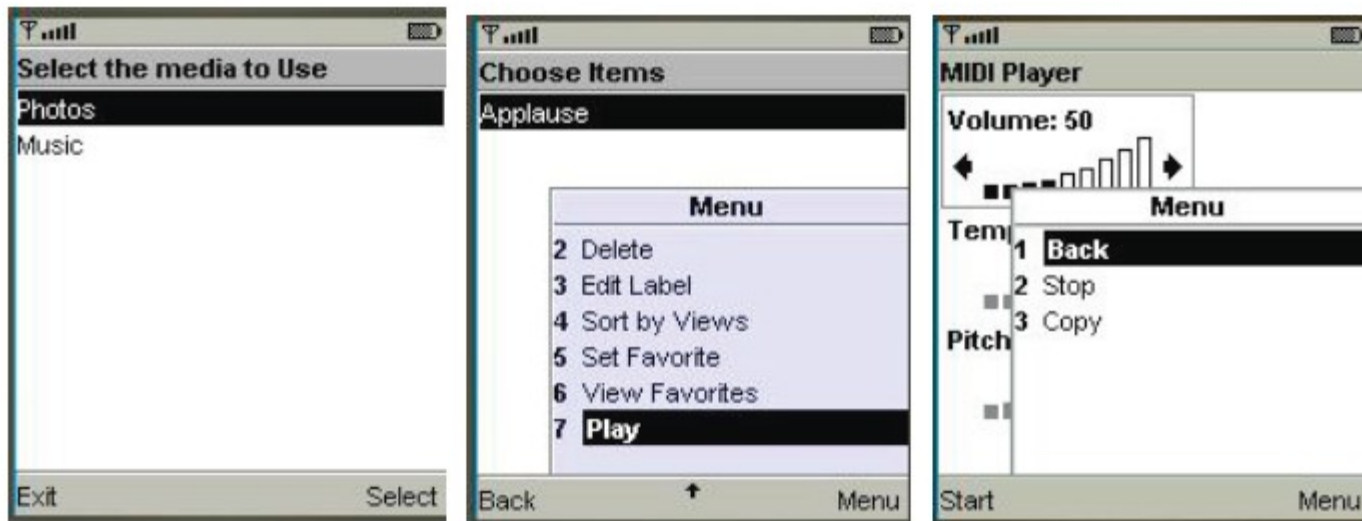 Select the media to Use
Photos
Music
Exit Select
Choose Items
Applause
Menu
2 Delete
3 Edit Label
4 Sort by Views
5 Set Favorite
6 View Favorites
7 Play
Back Menu
MIDI Player
Volume: 50
Menu
Temp
1 Back
2 Stop
3 Copy
Pitch
Start Menu